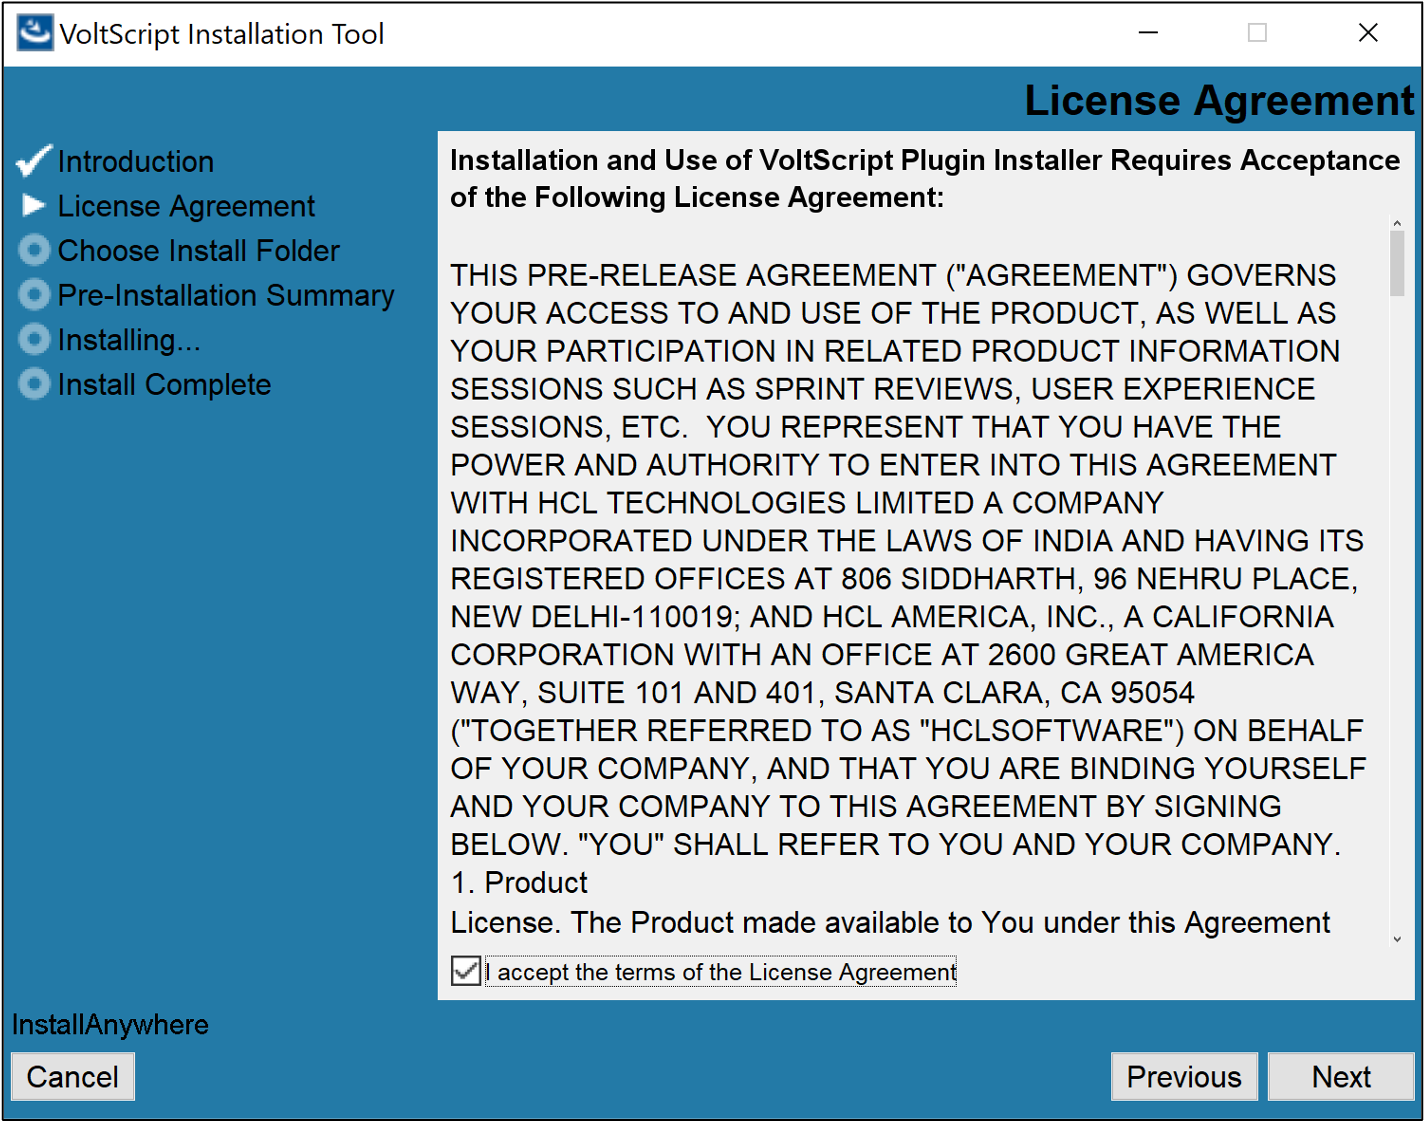 VoltScript Installation Tool
License Agreement
Introduction
License Agreement
Choose Install Folder
Pre-Installation Summary
Installing...
Install Complete
Installation and Use of VoltScript Plugin Installer Requires Acceptance
of the Following License Agreement:
THIS PRE-RELEASE AGREEMENT ("AGREEMENT") GOVERNS
YOUR ACCESS TO AND USE OF THE PRODUCT, AS WELL AS
YOUR PARTICIPATION IN RELATED PRODUCT INFORMATION
SESSIONS SUCH AS SPRINT REVIEWS, USER EXPERIENCE
SESSIONS, ETC.  YOU REPRESENT THAT YOU HAVE THE
POWER AND AUTHORITY TO ENTER INTO THIS AGREEMENT
WITH HCL TECHNOLOGIES LIMITED A COMPANY
INCORPORATED UNDER THE LAWS OF INDIA AND HAVING ITS
REGISTERED OFFICES AT 806 SIDDHARTH, 96 NEHRU PLACE,
NEW DELHI-110019; AND HCL AMERICA, INC., A CALIFORNIA
CORPORATION WITH AN OFFICE AT 2600 GREAT AMERICA
WAY, SUITE 101 AND 401, SANTA CLARA, CA 95054
("TOGETHER REFERRED TO AS "HCLSOFTWARE") ON BEHALF
OF YOUR COMPANY, AND THAT YOU ARE BINDING YOURSELF
AND YOUR COMPANY TO THIS AGREEMENT BY SIGNING
BELOW. "YOU" SHALL REFER TO YOU AND YOUR COMPANY.
1. Product
License. The Product made available to You under this Agreement
I accept the terms of the License Agreement
InstallAnywhere
Cancel
Previous
Next